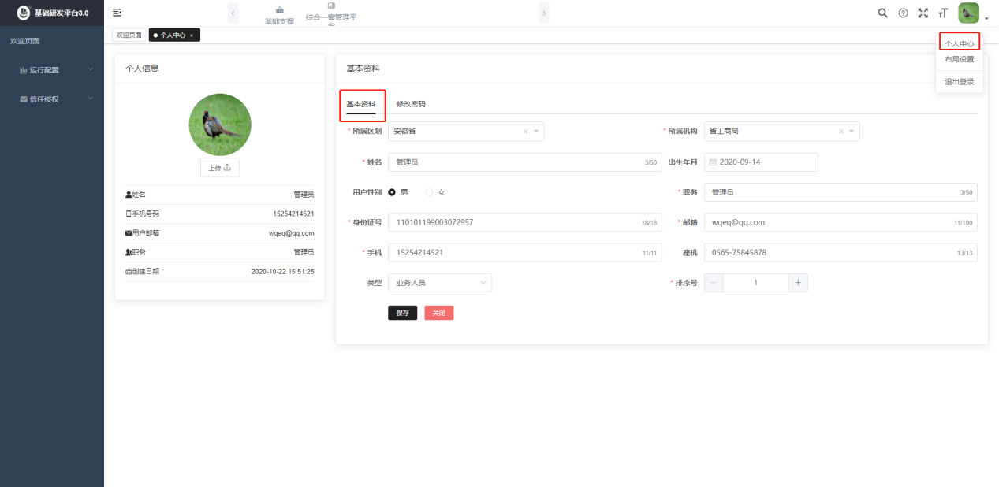 基础研发平台3.0
基础支撑
综合一窗管理平台
欢迎页面
个人中心
欢迎页面
运行配置
信任授权
个人中心
布局设置
退出登录
个人信息
上传
姓名 管理员
手机号码 15254214521
用户邮箱 wqeq@qq.com
职务 管理员
创建日期 2020-10-22 15:51:25
基本资料
基本资料 修改密码
* 所属区划 安徽省 * 所属机构 省工商局
* 姓名 管理员 3/50 出生年月 2020-09-14
用户性别 男 女 * 职务 管理员 3/50
* 身份证号 110101199003072957 18/18 * 邮箱 wqeq@qq.com 11/100
* 手机 15254214521 11/11 座机 0565-75845878 13/13
类型 业务人员 * 排序号 1
保存 关闭